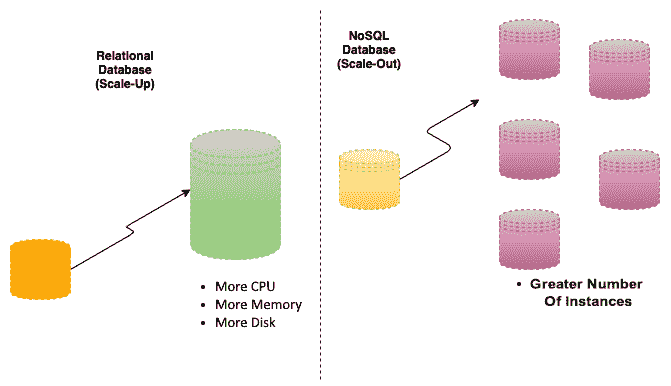 Relational
Database
(Scale-Up)
• More CPU
• More Memory
• More Disk
NoSQL
Database
(Scale-Out)
• Greater Number
Of Instances